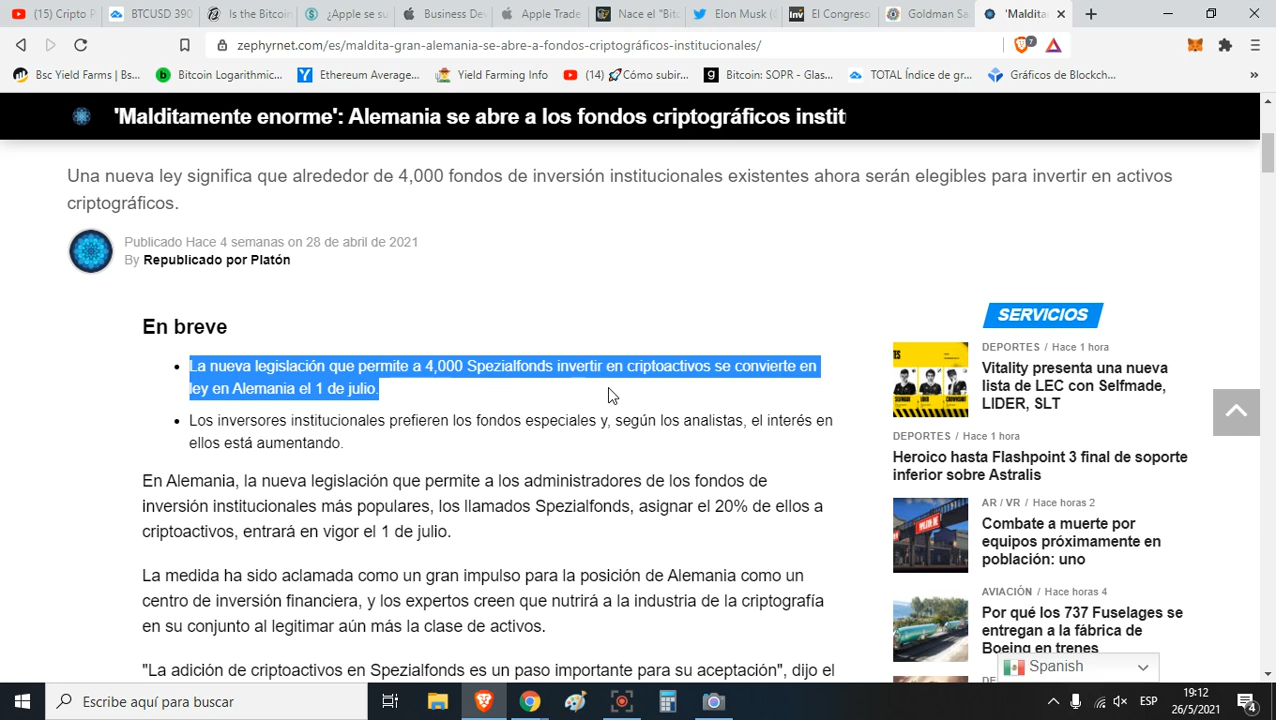 (15) Cripto P
BTCUSD 390
Is the Bitcoin
¿Apple se su
Business De
Apple Trade
Nace el "Bit
Elon Musk (
El Congreso
Goldman Sa
'Maldita
zephyrnet.com/es/maldita-gran-alemania-se-abre-a-fondos-criptográficos-institucionales/
7
Bsc Yield Farms | Bs...
Bitcoin Logarithmic...
Ethereum Average...
Yield Farming Info
(14) 🚀Cómo subir...
Bitcoin: SOPR - Glas...
TOTAL Índice de gr...
Gráficos de Blockch...
»
'Malditamente enorme': Alemania se abre a los fondos criptográficos instit
Una nueva ley significa que alrededor de 4,000 fondos de inversión institucionales existentes ahora serán elegibles para invertir en activos
criptográficos.
Publicado Hace 4 semanas on 28 de abril de 2021
By Republicado por Platón
En breve
• La nueva legislación que permite a 4,000 Spezialfonds invertir en criptoactivos se convierte en
ley en Alemania el 1 de julio.
• Los inversores institucionales prefieren los fondos especiales y, según los analistas, el interés en
ellos está aumentando.
En Alemania, la nueva legislación que permite a los administradores de los fondos de
inversión institucionales más populares, los llamados Spezialfonds, asignar el 20% de ellos a
criptoactivos, entrará en vigor el 1 de julio.
La medida ha sido aclamada como un gran impulso para la posición de Alemania como un
centro de inversión financiera, y los expertos creen que nutrirá a la industria de la criptografía
en su conjunto al legitimar aún más la clase de activos.
"La adición de criptoactivos en Spezialfonds es un paso importante para su aceptación", dijo el
SERVICIOS
DEPORTES / Hace 1 hora
Vitality presenta una nueva
lista de LEC con Selfmade,
LIDER, SLT
DEPORTES / Hace 1 hora
Heroico hasta Flashpoint 3 final de soporte
inferior sobre Astralis
AR / VR / Hace horas 2
Combate a muerte por
equipos próximamente en
población: uno
AVIACIÓN / Hace horas 4
Por qué los 737 Fuselages se
entregan a la fábrica de
Boeing en trenes
DE
Spanish
Escribe aquí para buscar
ESP
19:12
26/5/2021
4